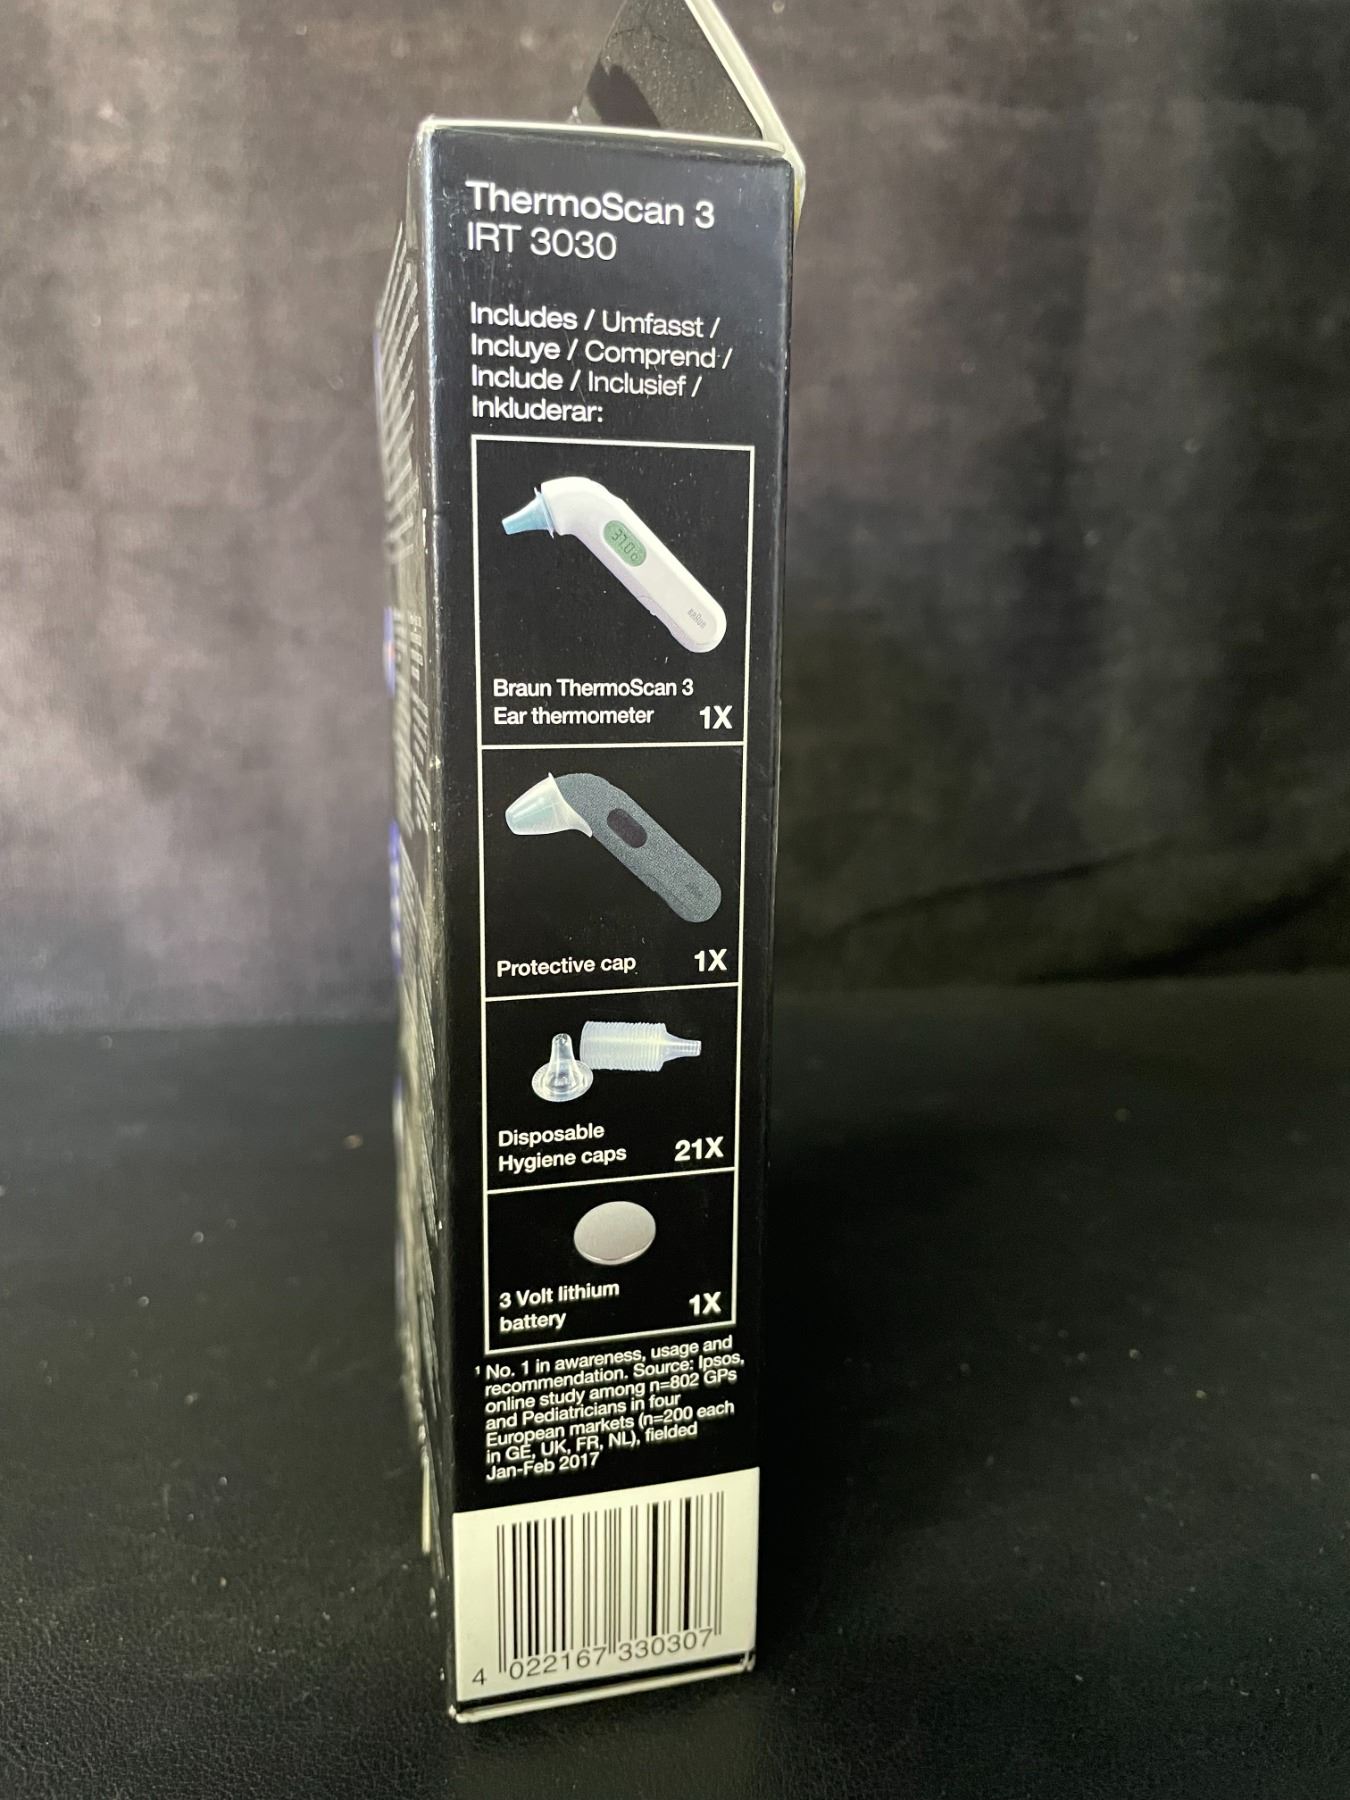 ThermoScan 3
IRT 3030
Includes / Umfasst /
Incluye / Comprend /
Include / Inclusief /
Inkluderar:
37.0°
BRAUN
Braun ThermoScan 3
Ear thermometer 1X
Protective cap 1X
Disposable
Hygiene caps 21X
3 Volt lithium
battery 1X
¹ No. 1 in awareness, usage and
recommendation. Source: Ipsos,
online study among n=802 GPs
and Pediatricians in four
European markets (n=200 each
in GE, UK, FR, NL), fielded
Jan-Feb 2017
4 022167 330307